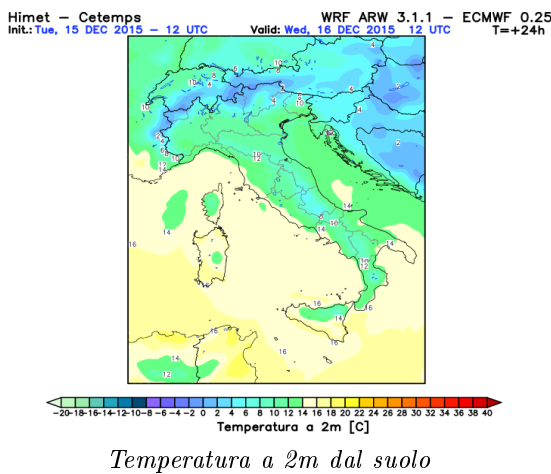 Himet – Cetemps WRF ARW 3.1.1 – ECMWF 0.25
Init.: Tue, 15 DEC 2015 – 12 UTC Valid: Wed, 16 DEC 2015 12 UTC T=+24h
-20-18-16-14-12-10-8 -6 -4 -2 0 2 4 6 8 10 12 14 16 18 20 22 24 26 28 30 32 34 36 38 40
Temperatura a 2m [C]
Temperatura a 2m dal suolo